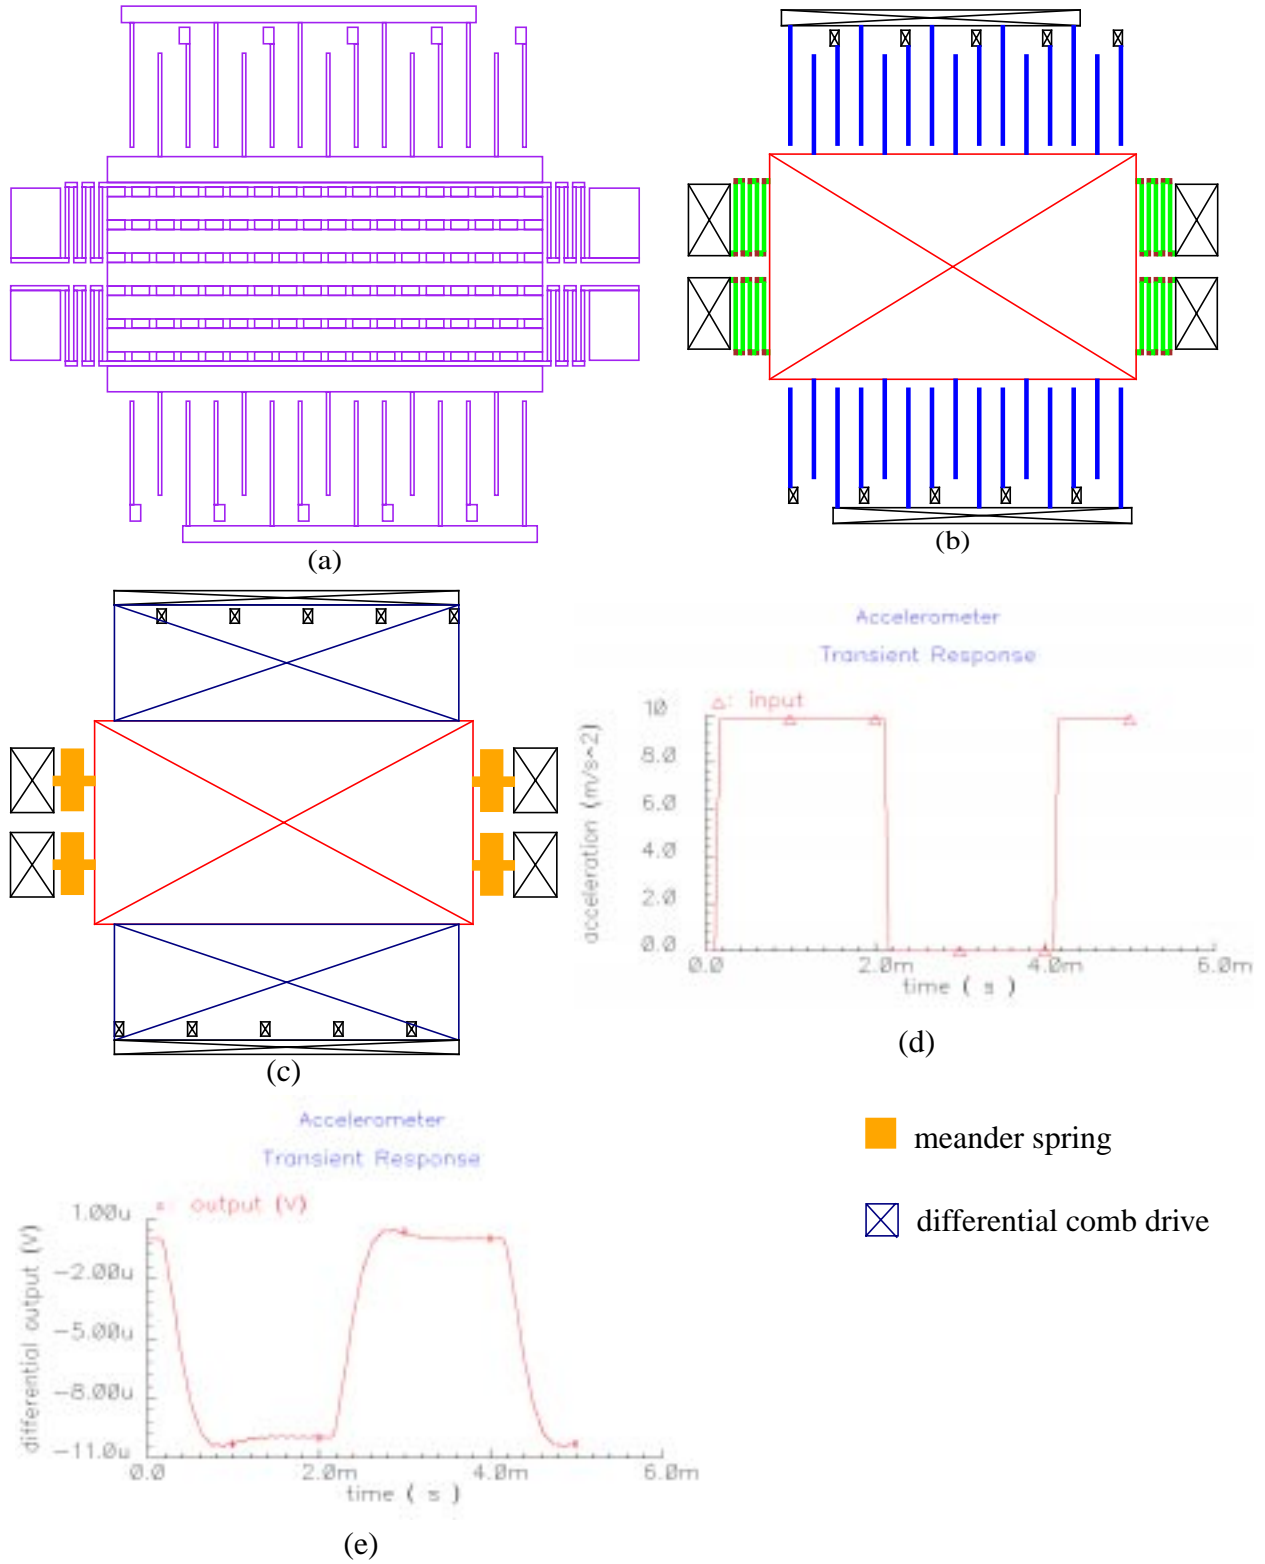 (a)
(b)
(c)
Accelerometer
Transient Response
△: input
acceleration (m/s^2)
10
8.0
6.0
4.0
2.0
0.0
0.0 2.0m 4.0m 6.0m
time ( s )
(d)
Accelerometer
Transient Response
output (V)
differential output (V)
1.00u
-2.00u
-5.00u
-8.00u
-11.0u
0.0 2.0m 4.0m 6.0m
time ( s )
(e)
meander spring
differential comb drive